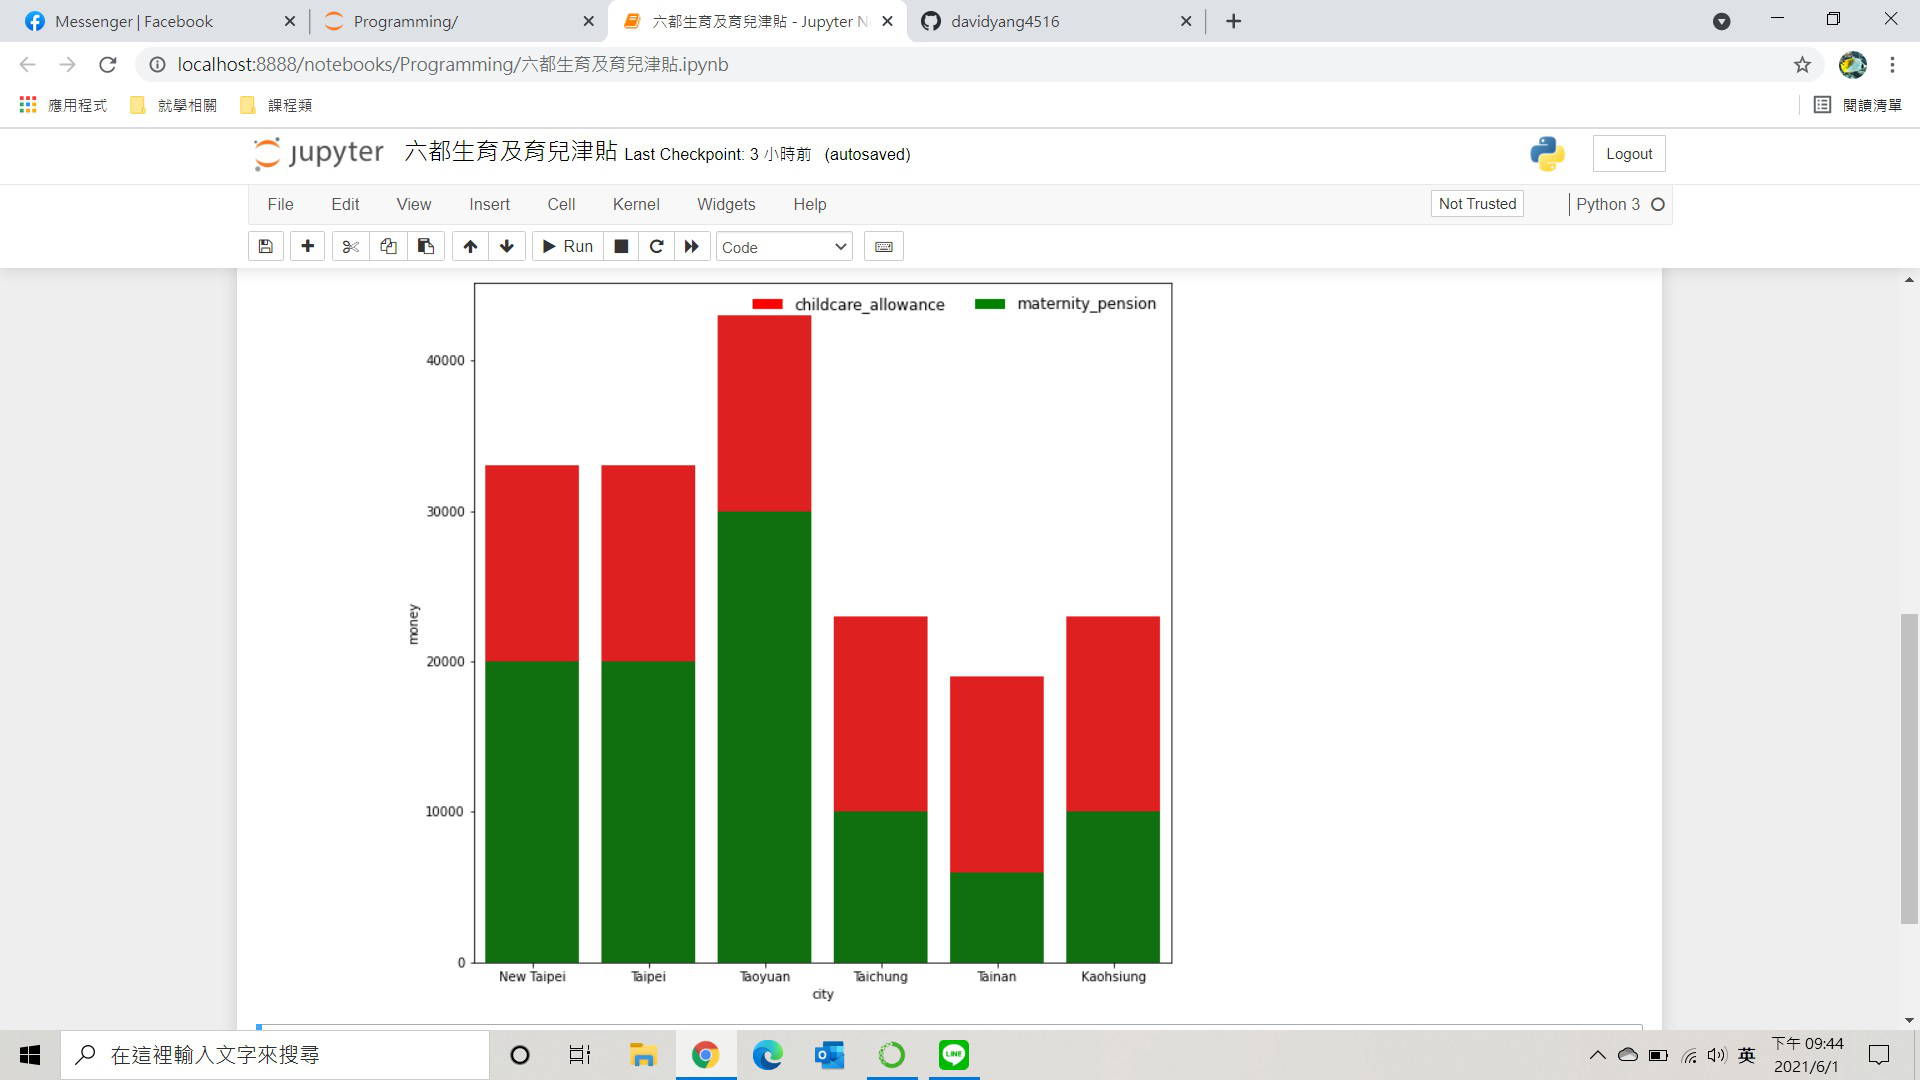 Messenger | Facebook
Programming/
六都生育及育兒津貼 - Jupyter N
davidyang4516
localhost:8888/notebooks/Programming/六都生育及育兒津貼.ipynb
應用程式 就學相關 課程類 閱讀清單
jupyter 六都生育及育兒津貼 Last Checkpoint: 3 小時前 (autosaved) Logout
File Edit View Insert Cell Kernel Widgets Help Not Trusted Python 3
Run Code
childcare_allowance maternity_pension
40000
30000
20000
10000
0
money
New Taipei Taipei Taoyuan Taichung Tainan Kaohsiung
city
在這裡輸入文字來搜尋
LINE
英
下午 09:44
2021/6/1